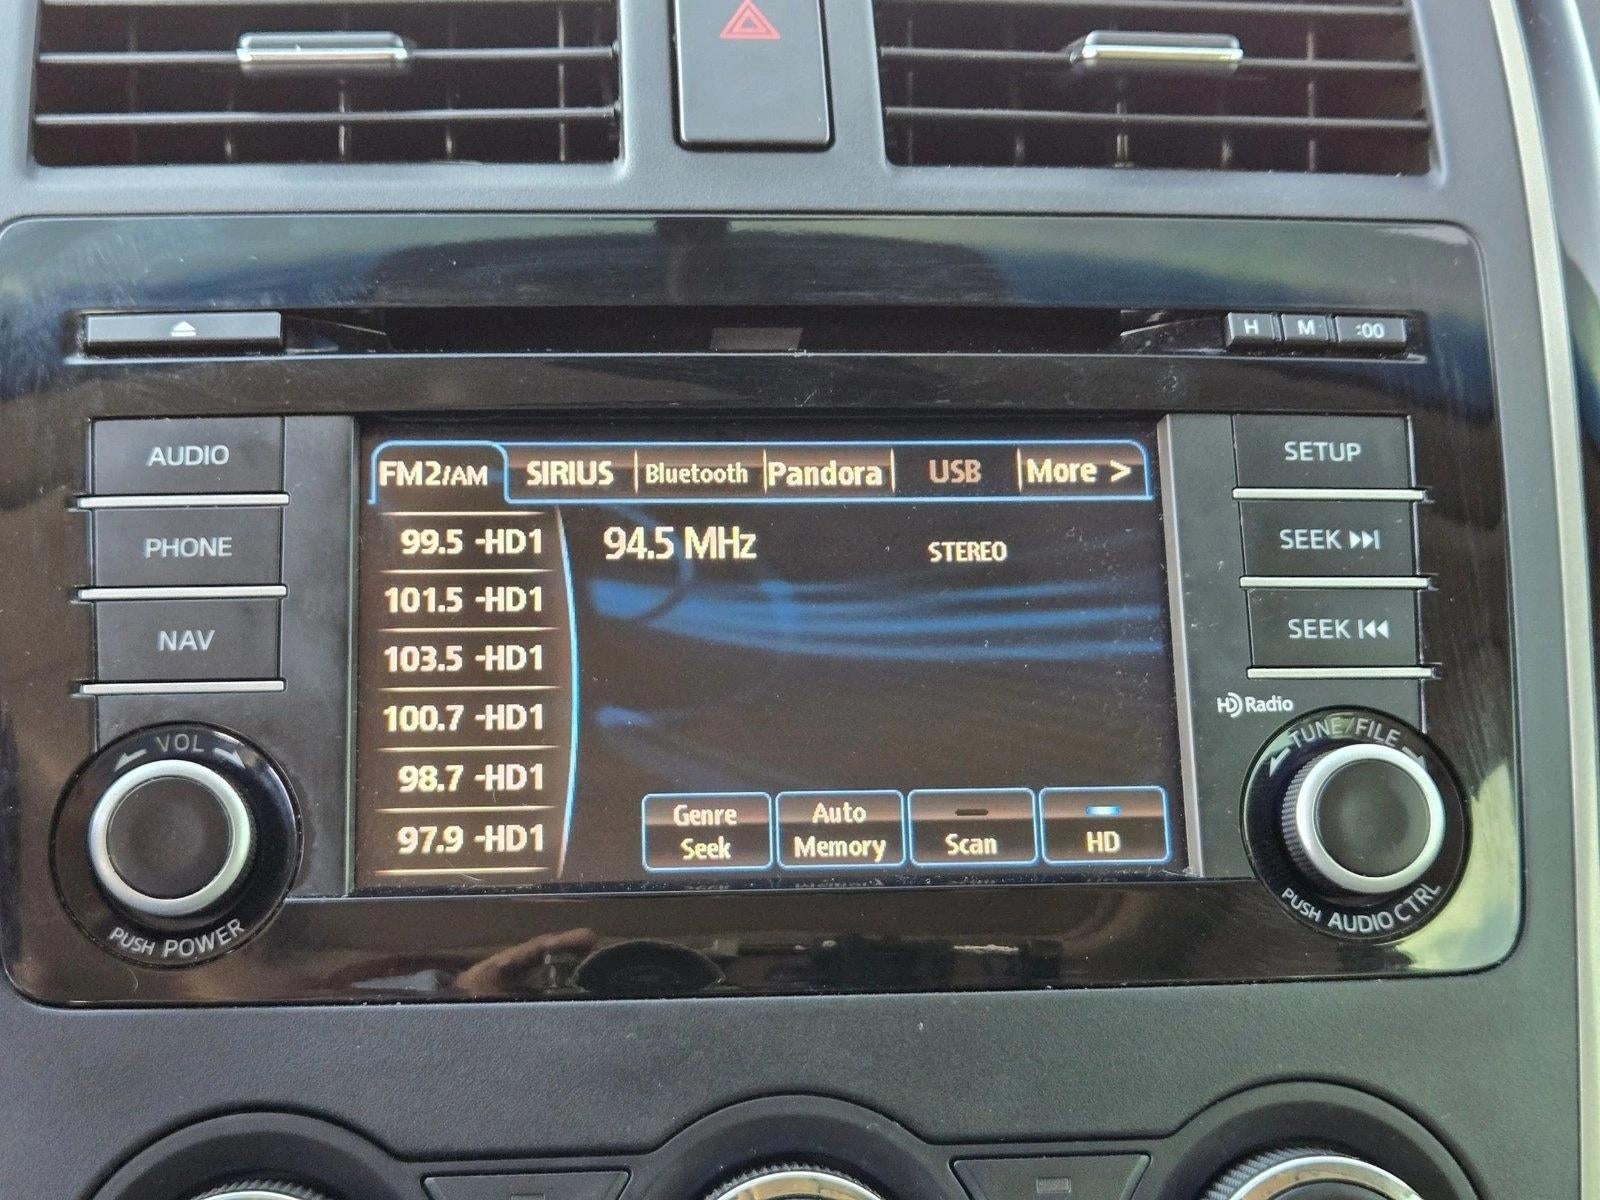 H M :00
AUDIO
PHONE
NAV
VOL
PUSH POWER
FM2/AM SIRIUS Bluetooth Pandora USB More >
99.5 -HD1
101.5 -HD1
103.5 -HD1
100.7 -HD1
98.7 -HD1
97.9 -HD1
94.5 MHz STEREO
Genre Seek
Auto Memory
Scan
HD
SETUP
SEEK
SEEK
HD Radio
TUNE/FILE
PUSH AUDIO CTRL